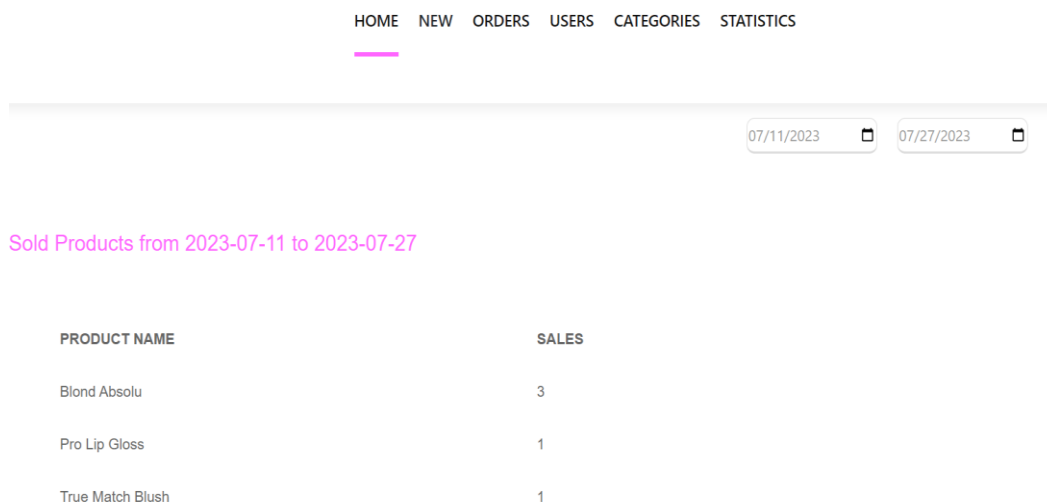 HOME NEW ORDERS USERS CATEGORIES STATISTICS
07/11/2023 07/27/2023
Sold Products from 2023-07-11 to 2023-07-27
PRODUCT NAME SALES
Blond Absolu 3
Pro Lip Gloss 1
True Match Blush 1